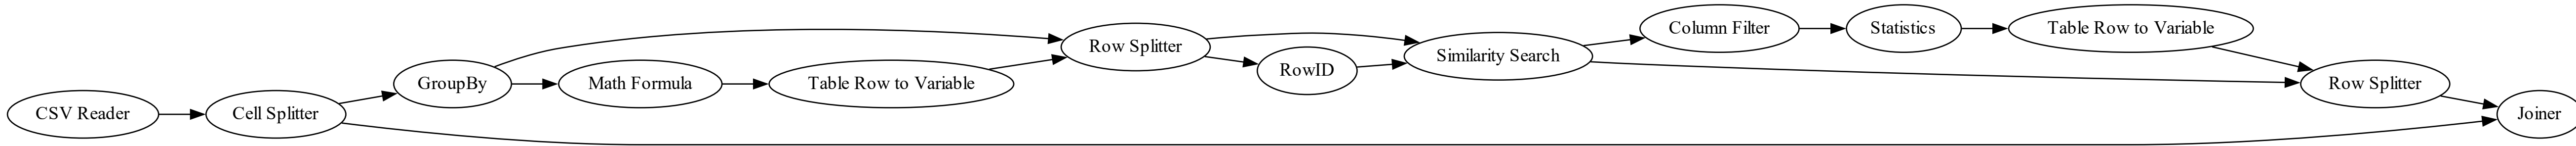 CSV Reader
Cell Splitter
GroupBy
Math Formula
Table Row to Variable
Row Splitter
RowID
Similarity Search
Column Filter
Statistics
Table Row to Variable
Row Splitter
Joiner